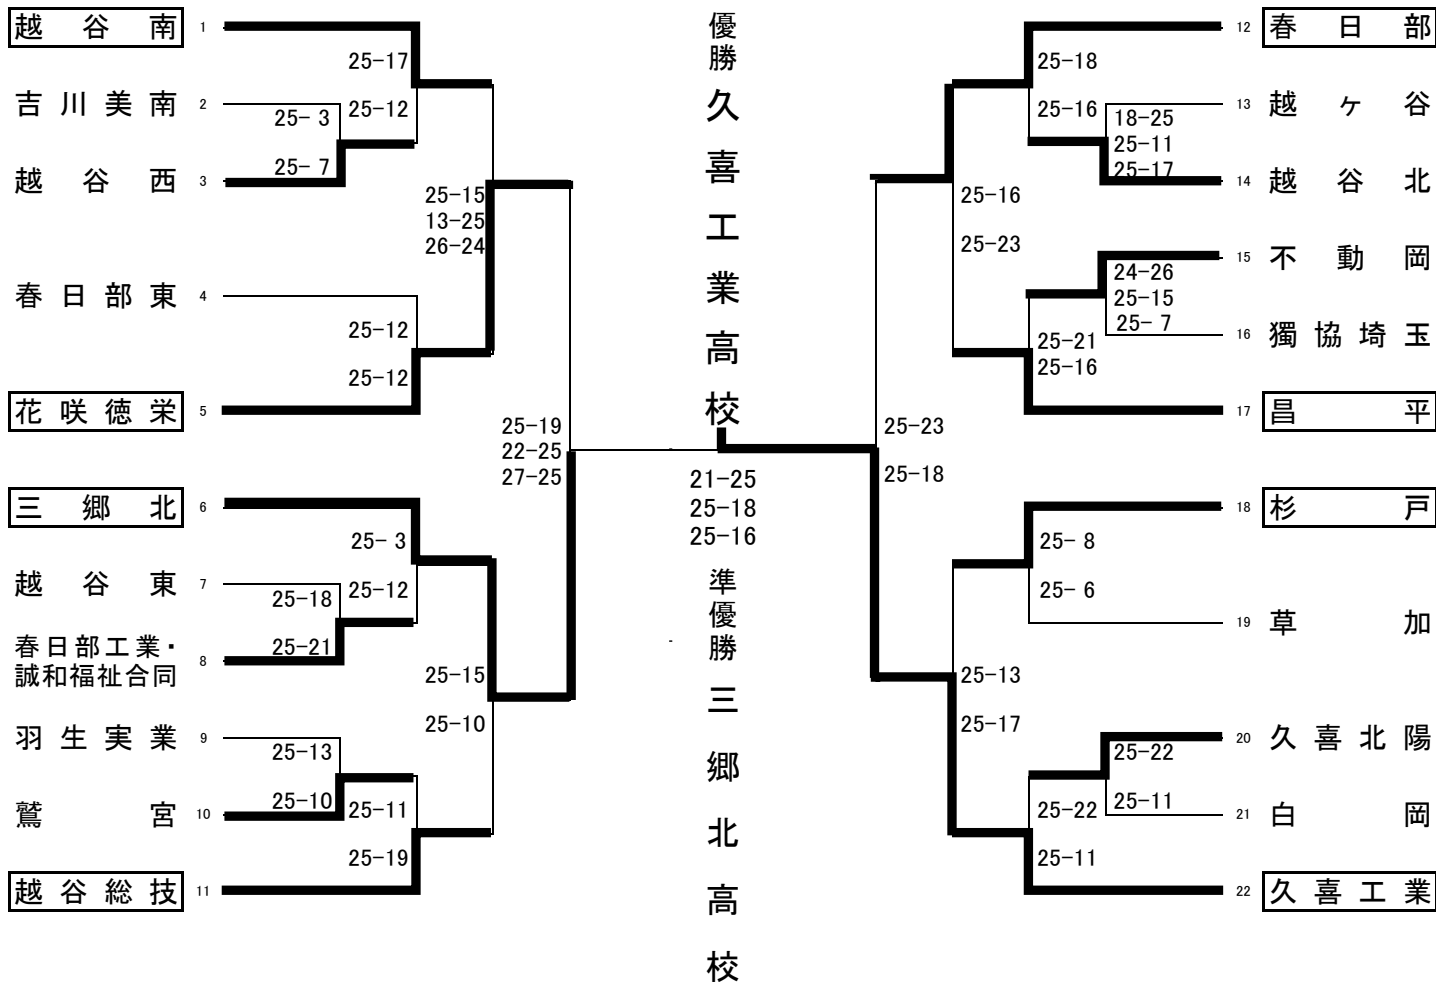 越谷南 1
25-17
25-12
吉川美南 2
25- 3
25- 7
越谷西 3
25-15
13-25
26-24
春日部東 4
25-12
25-12
花咲徳栄 5
25-19
22-25
27-25
三郷北 6
25- 3
25-12
越谷東 7
25-18
25-21
春日部工業・
誠和福祉合同 8
25-15
25-10
羽生実業 9
25-13
25-10
鷲宮 10
25-11
25-19
越谷総技 11
優勝
久喜工業高校
21-25
25-18
25-16
準優勝
三郷北高校
12 春日部
25-18
25-16
13 越ヶ谷
18-25
25-11
25-17
14 越谷北
25-16
25-23
15 不動岡
24-26
25-15
25- 7
16 獨協埼玉
25-21
25-16
17 昌平
25-23
25-18
18 杉戸
25- 8
25- 6
19 草加
25-13
25-17
20 久喜北陽
25-22
25-11
21 白岡
25-22
25-11
22 久喜工業